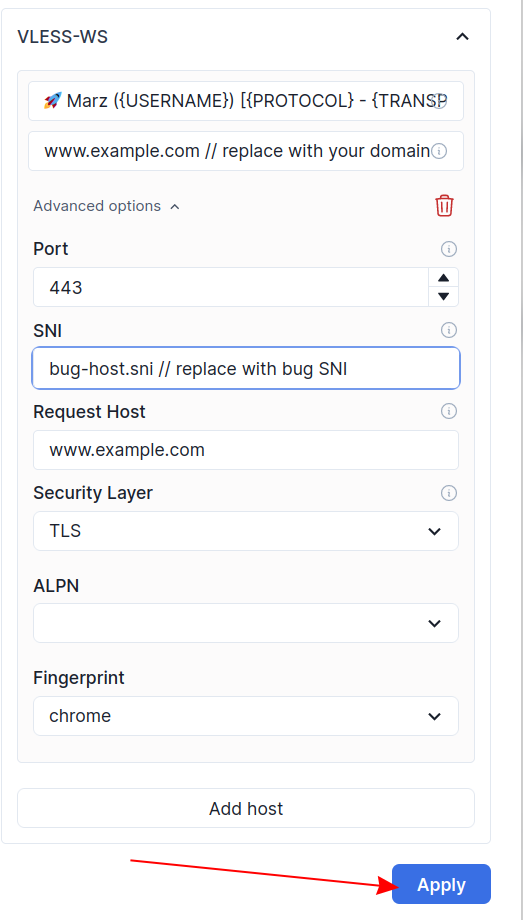 VLESS-WS
🚀 Marz ({USERNAME}) [{PROTOCOL} - {TRANSP
www.example.com // replace with your domain
Advanced options
Port
443
SNI
bug-host.sni // replace with bug SNI
Request Host
www.example.com
Security Layer
TLS
ALPN
Fingerprint
chrome
Add host
Apply